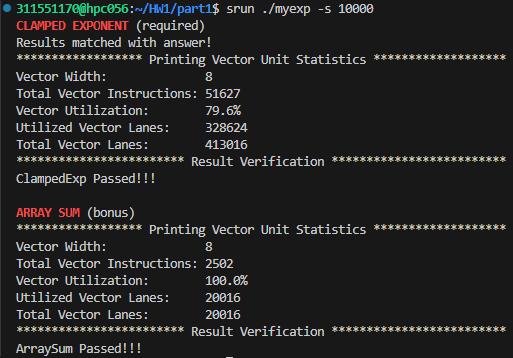 311551170@hpc056:~/HW1/part1$ srun ./myexp -s 10000
CLAMPED EXPONENT (required)
Results matched with answer!
****************** Printing Vector Unit Statistics *******************
Vector Width:              8
Total Vector Instructions: 51627
Vector Utilization:        79.6%
Utilized Vector Lanes:     328624
Total Vector Lanes:        413016
************************ Result Verification *************************
ClampedExp Passed!!!

ARRAY SUM (bonus)
****************** Printing Vector Unit Statistics *******************
Vector Width:              8
Total Vector Instructions: 2502
Vector Utilization:        100.0%
Utilized Vector Lanes:     20016
Total Vector Lanes:        20016
************************ Result Verification *************************
ArraySum Passed!!!